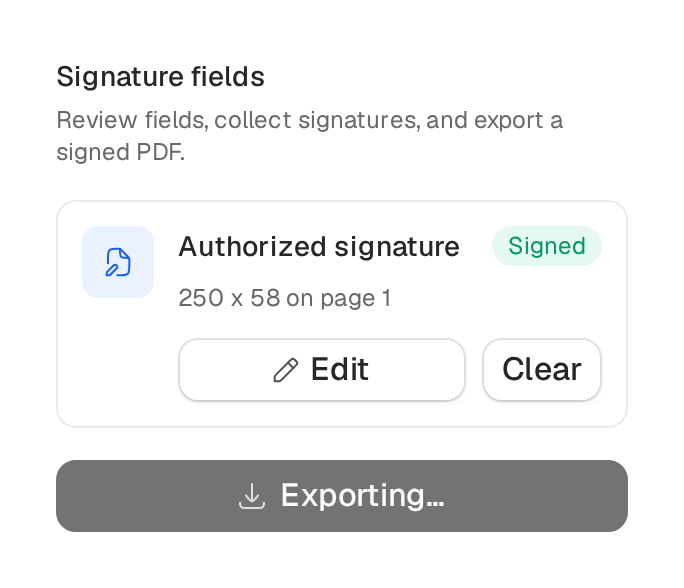 Signature fields
Review fields, collect signatures, and export a
signed PDF.
Authorized signature
Signed
250 x 58 on page 1
Edit
Clear
Exporting...